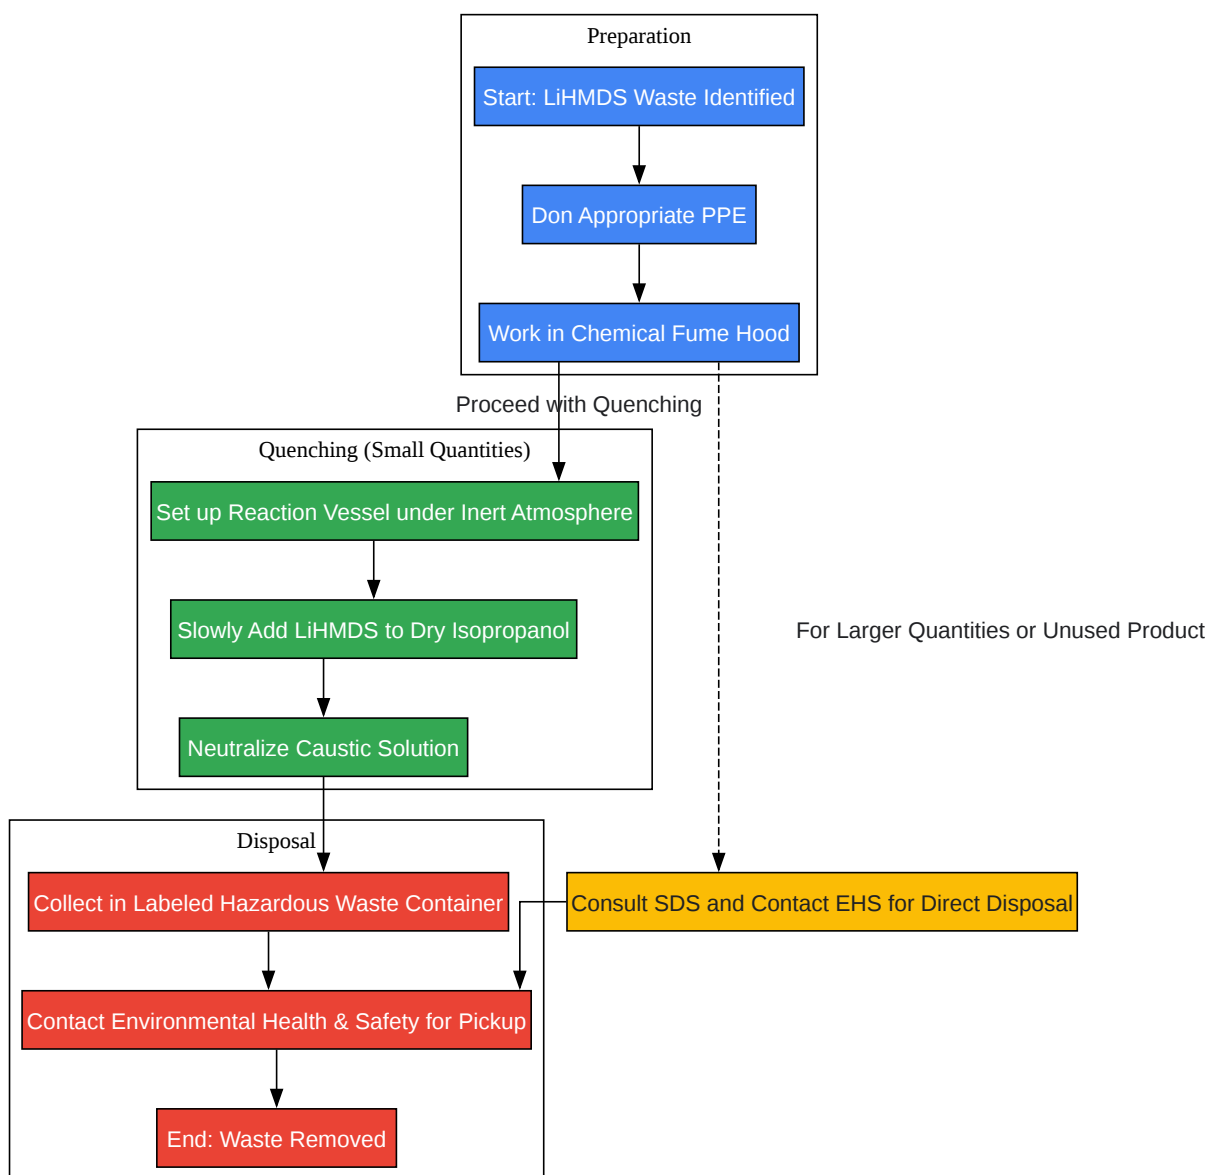 Preparation
Start: LiHMDS Waste Identified
Don Appropriate PPE
Work in Chemical Fume Hood
Proceed with Quenching
Quenching (Small Quantities)
Set up Reaction Vessel under Inert Atmosphere
Slowly Add LiHMDS to Dry Isopropanol
For Larger Quantities or Unused Product
Neutralize Caustic Solution
Disposal
Collect in Labeled Hazardous Waste Container
Consult SDS and Contact EHS for Direct Disposal
Contact Environmental Health & Safety for Pickup
End: Waste Removed